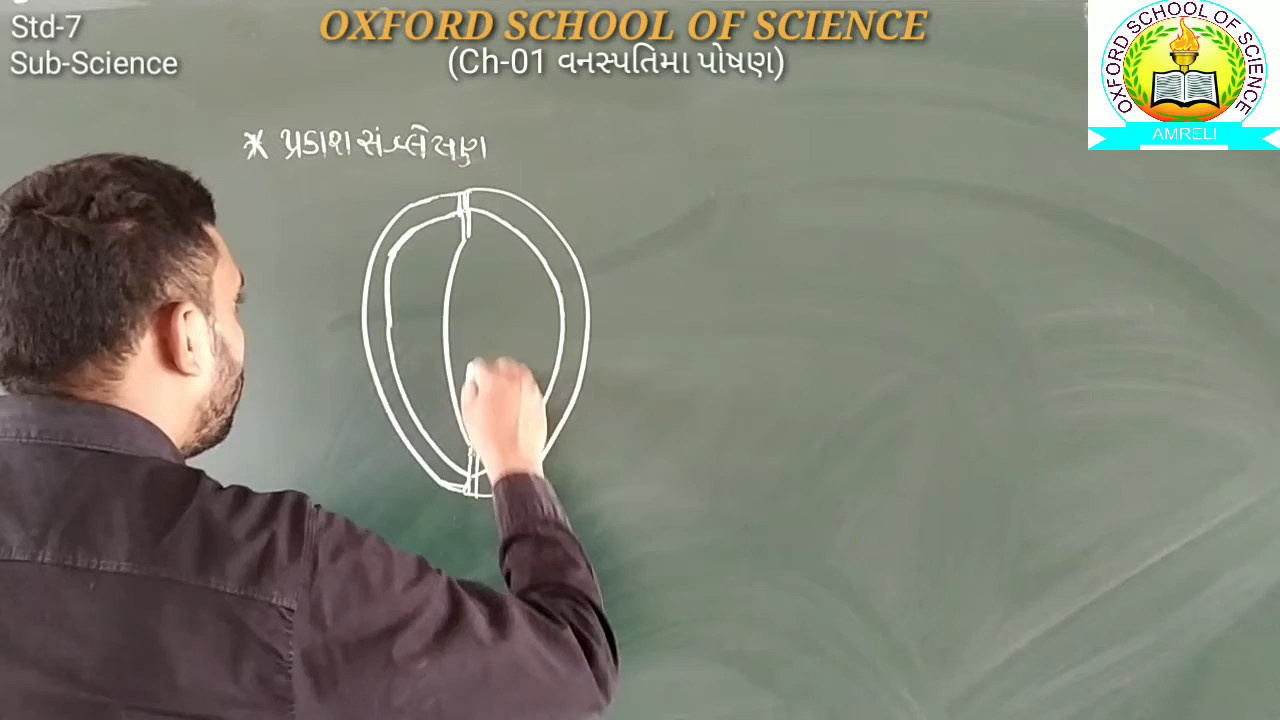 Std-7
Sub-Science
OXFORD SCHOOL OF SCIENCE
(Ch-01 વનસ્પતિમા પોષણ)
* પ્રકાશસંશ્લેષણ
OXFORD SCHOOL OF SCIENCE
AMRELI